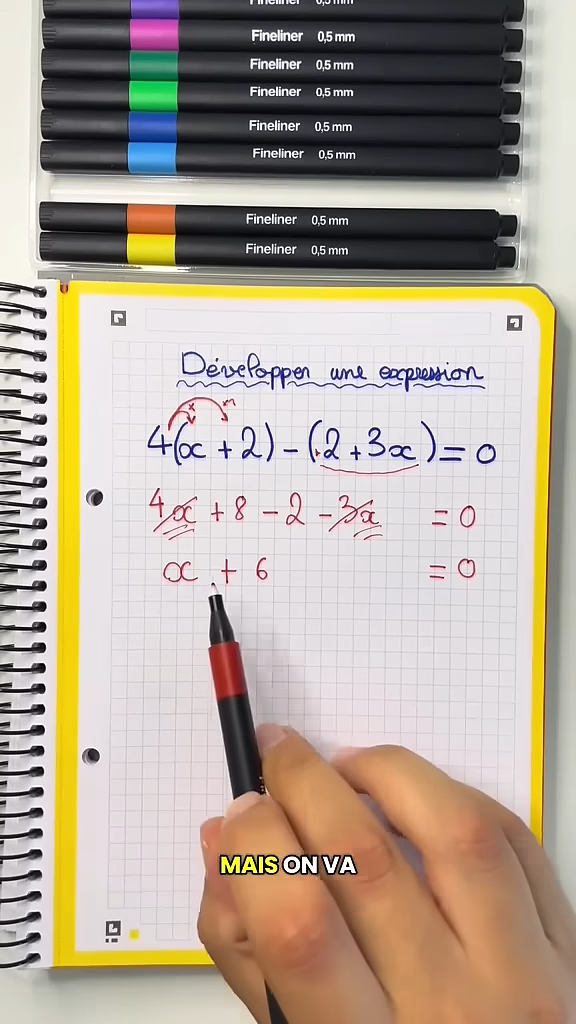 0,5 mm
Fineliner 0,5 mm
Fineliner 0,5 mm
Fineliner 0,5 mm
Fineliner 0,5 mm
Fineliner 0,5 mm
Fineliner 0,5 mm
Fineliner 0,5 mm
Développer une expression
4(x + 2) - (2 + 3x) = 0
4x + 8 - 2 - 3x = 0
x + 6 = 0
MAIS ON VA